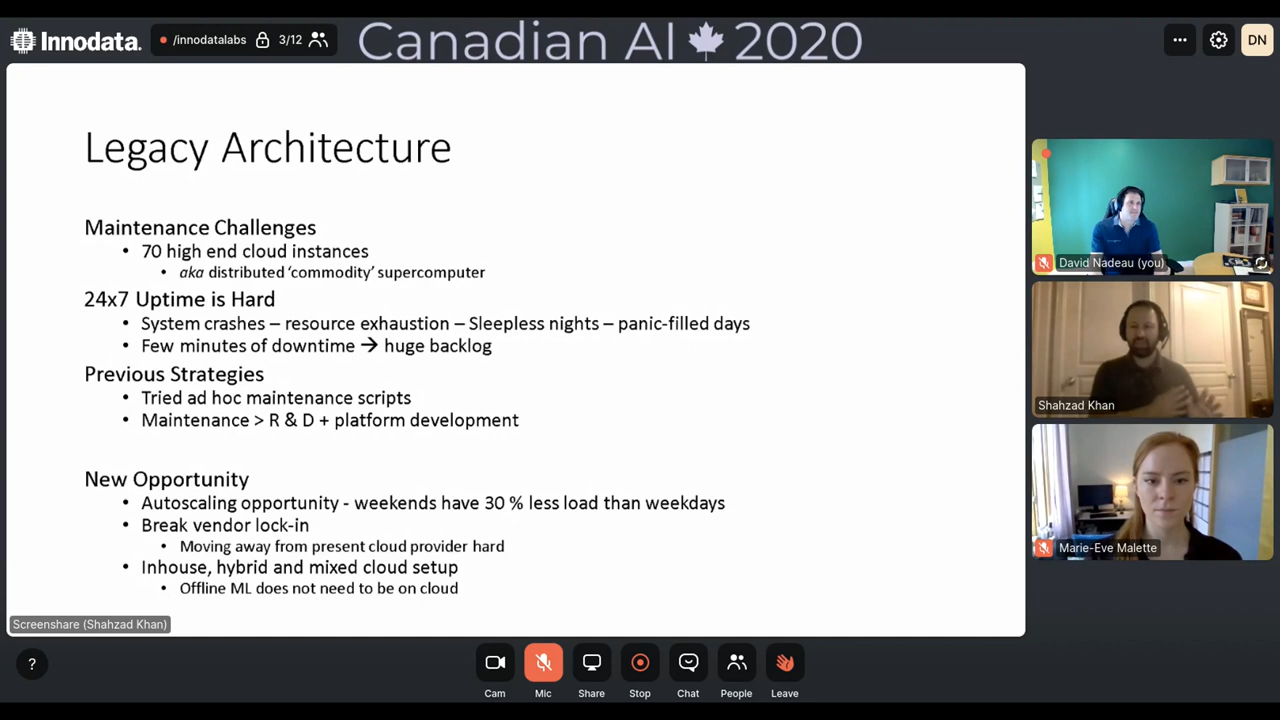 Innodata.
/innodatalabs 3/12
Canadian AI 2020
DN
Legacy Architecture
Maintenance Challenges
• 70 high end cloud instances
• aka distributed ‘commodity’ supercomputer
24x7 Uptime is Hard
• System crashes – resource exhaustion – Sleepless nights – panic-filled days
• Few minutes of downtime → huge backlog
Previous Strategies
• Tried ad hoc maintenance scripts
• Maintenance > R & D + platform development
New Opportunity
• Autoscaling opportunity - weekends have 30 % less load than weekdays
• Break vendor lock-in
• Moving away from present cloud provider hard
• Inhouse, hybrid and mixed cloud setup
• Offline ML does not need to be on cloud
Screenshare (Shahzad Khan)
David Nadeau (you)
Shahzad Khan
Marie-Eve Malette
?
Cam Mic Share Stop Chat People Leave